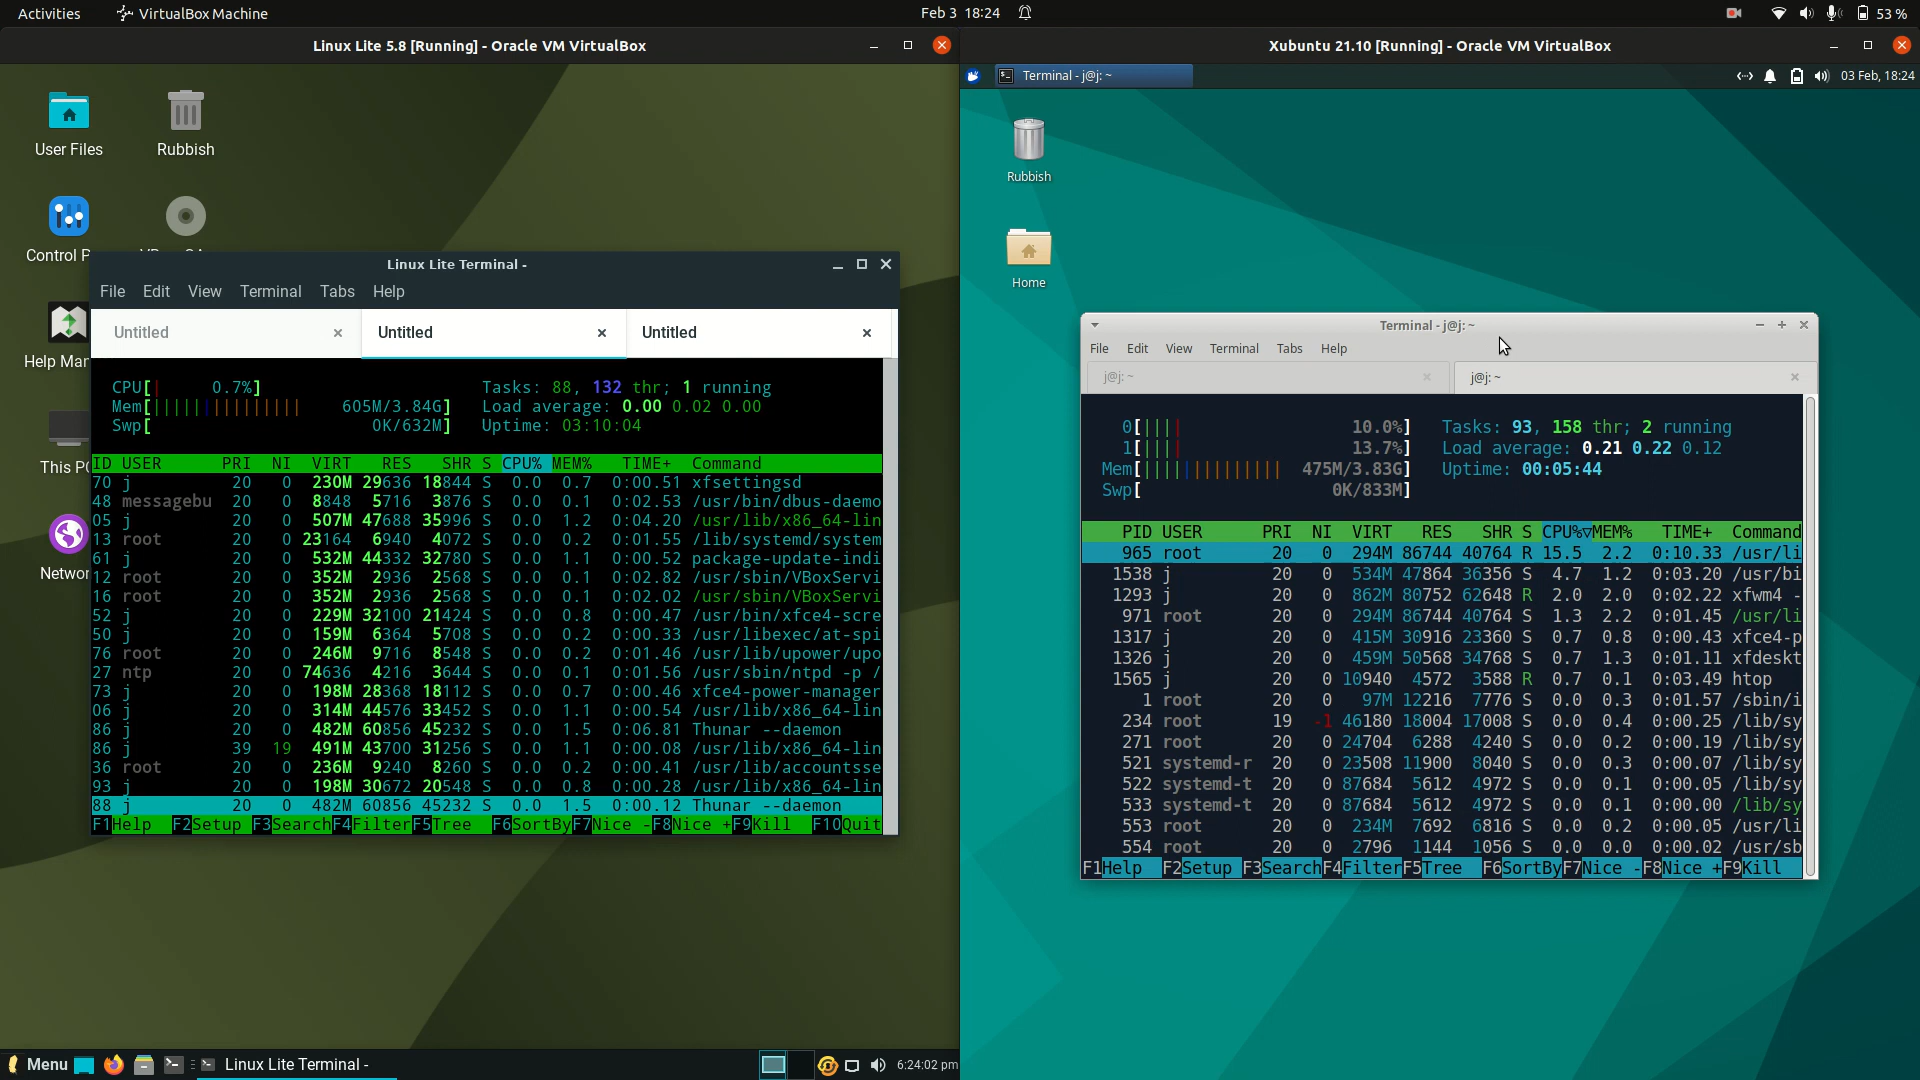 Activities VirtualBox Machine Feb 3 18:24 53 %
Linux Lite 5.8 [Running] - Oracle VM VirtualBox
User Files Rubbish
Control P
Help Mar
This P
Networ
Linux Lite Terminal -
File Edit View Terminal Tabs Help
Untitled × Untitled × Untitled ×
CPU[| 0.7%] Tasks: 88, 132 thr; 1 running
Mem[||||||||||||||| 605M/3.84G] Load average: 0.00 0.02 0.00
Swp[ 0K/632M] Uptime: 03:10:04
ID USER PRI NI VIRT RES SHR S CPU% MEM% TIME+ Command
70 j 20 0 230M 29636 18844 S 0.0 0.7 0:00.51 xfsettingsd
48 messagebu 20 0 8848 5716 3876 S 0.0 0.1 0:02.53 /usr/bin/dbus-daemo
05 j 20 0 507M 47688 35996 S 0.0 1.2 0:04.20 /usr/lib/x86_64-lin
13 root 20 0 23164 6940 4072 S 0.0 0.2 0:01.55 /lib/systemd/system
61 j 20 0 532M 44332 32780 S 0.0 1.1 0:00.52 package-update-indi
12 root 20 0 352M 2936 2568 S 0.0 0.1 0:02.82 /usr/sbin/VBoxServi
16 root 20 0 352M 2936 2568 S 0.0 0.1 0:02.02 /usr/sbin/VBoxServi
52 j 20 0 229M 32100 21424 S 0.0 0.8 0:00.47 /usr/bin/xfce4-scre
50 j 20 0 159M 6364 5708 S 0.0 0.2 0:00.33 /usr/libexec/at-spi
76 root 20 0 246M 9716 8548 S 0.0 0.2 0:01.46 /usr/lib/upower/upo
27 ntp 20 0 74636 4216 3644 S 0.0 0.1 0:01.56 /usr/sbin/ntpd -p /
73 j 20 0 198M 28368 18112 S 0.0 0.7 0:00.46 xfce4-power-manager
06 j 20 0 314M 44576 33452 S 0.0 1.1 0:00.54 /usr/lib/x86_64-lin
86 j 20 0 482M 60856 45232 S 0.0 1.5 0:06.81 Thunar --daemon
86 j 39 19 491M 43700 31256 S 0.0 1.1 0:00.08 /usr/lib/x86_64-lin
36 root 20 0 236M 9240 8260 S 0.0 0.2 0:00.41 /usr/lib/accountsse
93 j 20 0 198M 30672 20548 S 0.0 0.8 0:00.28 /usr/lib/x86_64-lin
88 j 20 0 482M 60856 45232 S 0.0 1.5 0:00.12 Thunar --daemon
F1Help F2Setup F3SearchF4FilterF5Tree F6SortByF7Nice -F8Nice +F9Kill F10Quit
Menu Linux Lite Terminal - 6:24:02 pm
Xubuntu 21.10 [Running] - Oracle VM VirtualBox
Terminal - j@j: ~ 03 Feb, 18:24
Rubbish
Home
Terminal - j@j: ~
File Edit View Terminal Tabs Help
j@j: ~ × j@j: ~ ×
0[|||| 10.0%] Tasks: 93, 158 thr; 2 running
1[|||| 13.7%] Load average: 0.21 0.22 0.12
Mem[|||||||||||||| 475M/3.83G] Uptime: 00:05:44
Swp[ 0K/833M]
PID USER PRI NI VIRT RES SHR S CPU%▽MEM% TIME+ Command
965 root 20 0 294M 86744 40764 R 15.5 2.2 0:10.33 /usr/li
1538 j 20 0 534M 47864 36356 S 4.7 1.2 0:03.20 /usr/bi
1293 j 20 0 862M 80752 62648 R 2.0 2.0 0:02.22 xfwm4 -
971 root 20 0 294M 86744 40764 S 1.3 2.2 0:01.45 /usr/li
1317 j 20 0 415M 30916 23360 S 0.7 0.8 0:00.43 xfce4-p
1326 j 20 0 459M 50568 34768 S 0.7 1.3 0:01.11 xfdeskt
1565 j 20 0 10940 4572 3588 R 0.7 0.1 0:03.49 htop
1 root 20 0 97M 12216 7776 S 0.0 0.3 0:01.57 /sbin/i
234 root 19 -1 46180 18004 17008 S 0.0 0.4 0:00.25 /lib/sy
271 root 20 0 24704 6288 4240 S 0.0 0.2 0:00.19 /lib/sy
521 systemd-r 20 0 23508 11900 8040 S 0.0 0.3 0:00.07 /lib/sy
522 systemd-t 20 0 87684 5612 4972 S 0.0 0.1 0:00.05 /lib/sy
533 systemd-t 20 0 87684 5612 4972 S 0.0 0.1 0:00.00 /lib/sy
553 root 20 0 234M 7692 6816 S 0.0 0.2 0:00.05 /usr/li
554 root 20 0 2796 1144 1056 S 0.0 0.0 0:00.02 /usr/sb
F1Help F2Setup F3SearchF4FilterF5Tree F6SortByF7Nice -F8Nice +F9Kill